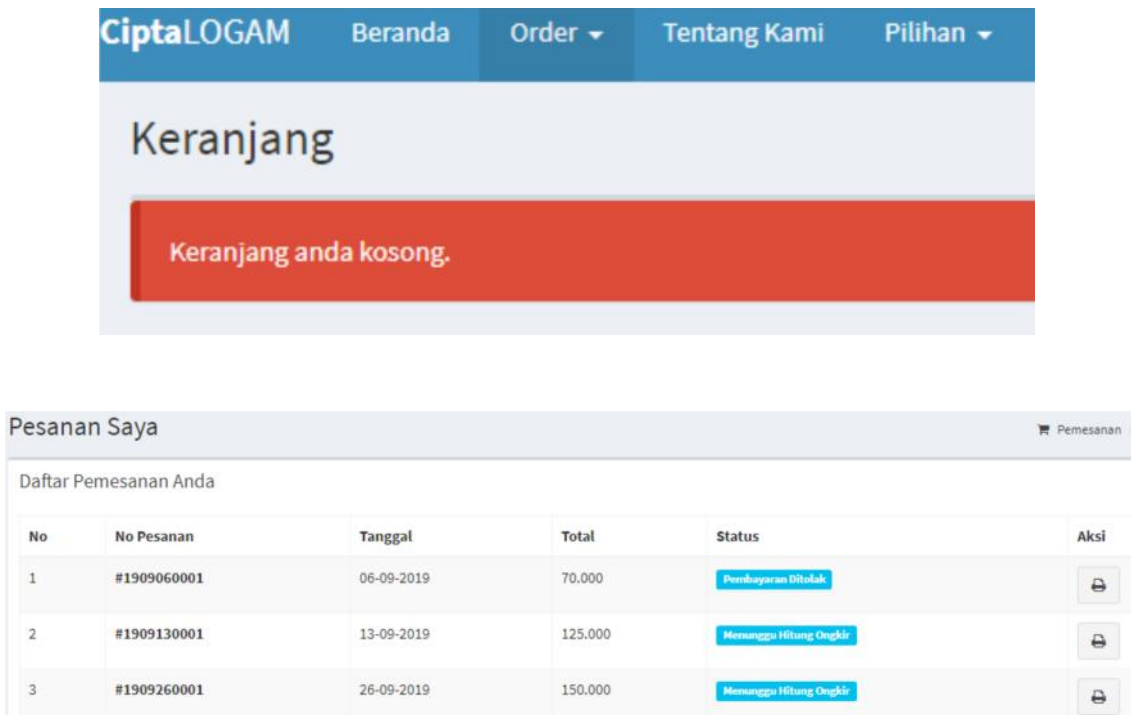 CiptaLOGAM Beranda Order Tentang Kami Pilihan
Keranjang
Keranjang anda kosong.
Pesanan Saya Pemesanan
Daftar Pemesanan Anda
No No Pesanan Tanggal Total Status Aksi
1 #1909060001 06-09-2019 70.000 Pembayaran Ditolak
2 #1909130001 13-09-2019 125.000 Menunggu Hitung Ongkir
3 #1909260001 26-09-2019 150.000 Menunggu Hitung Ongkir